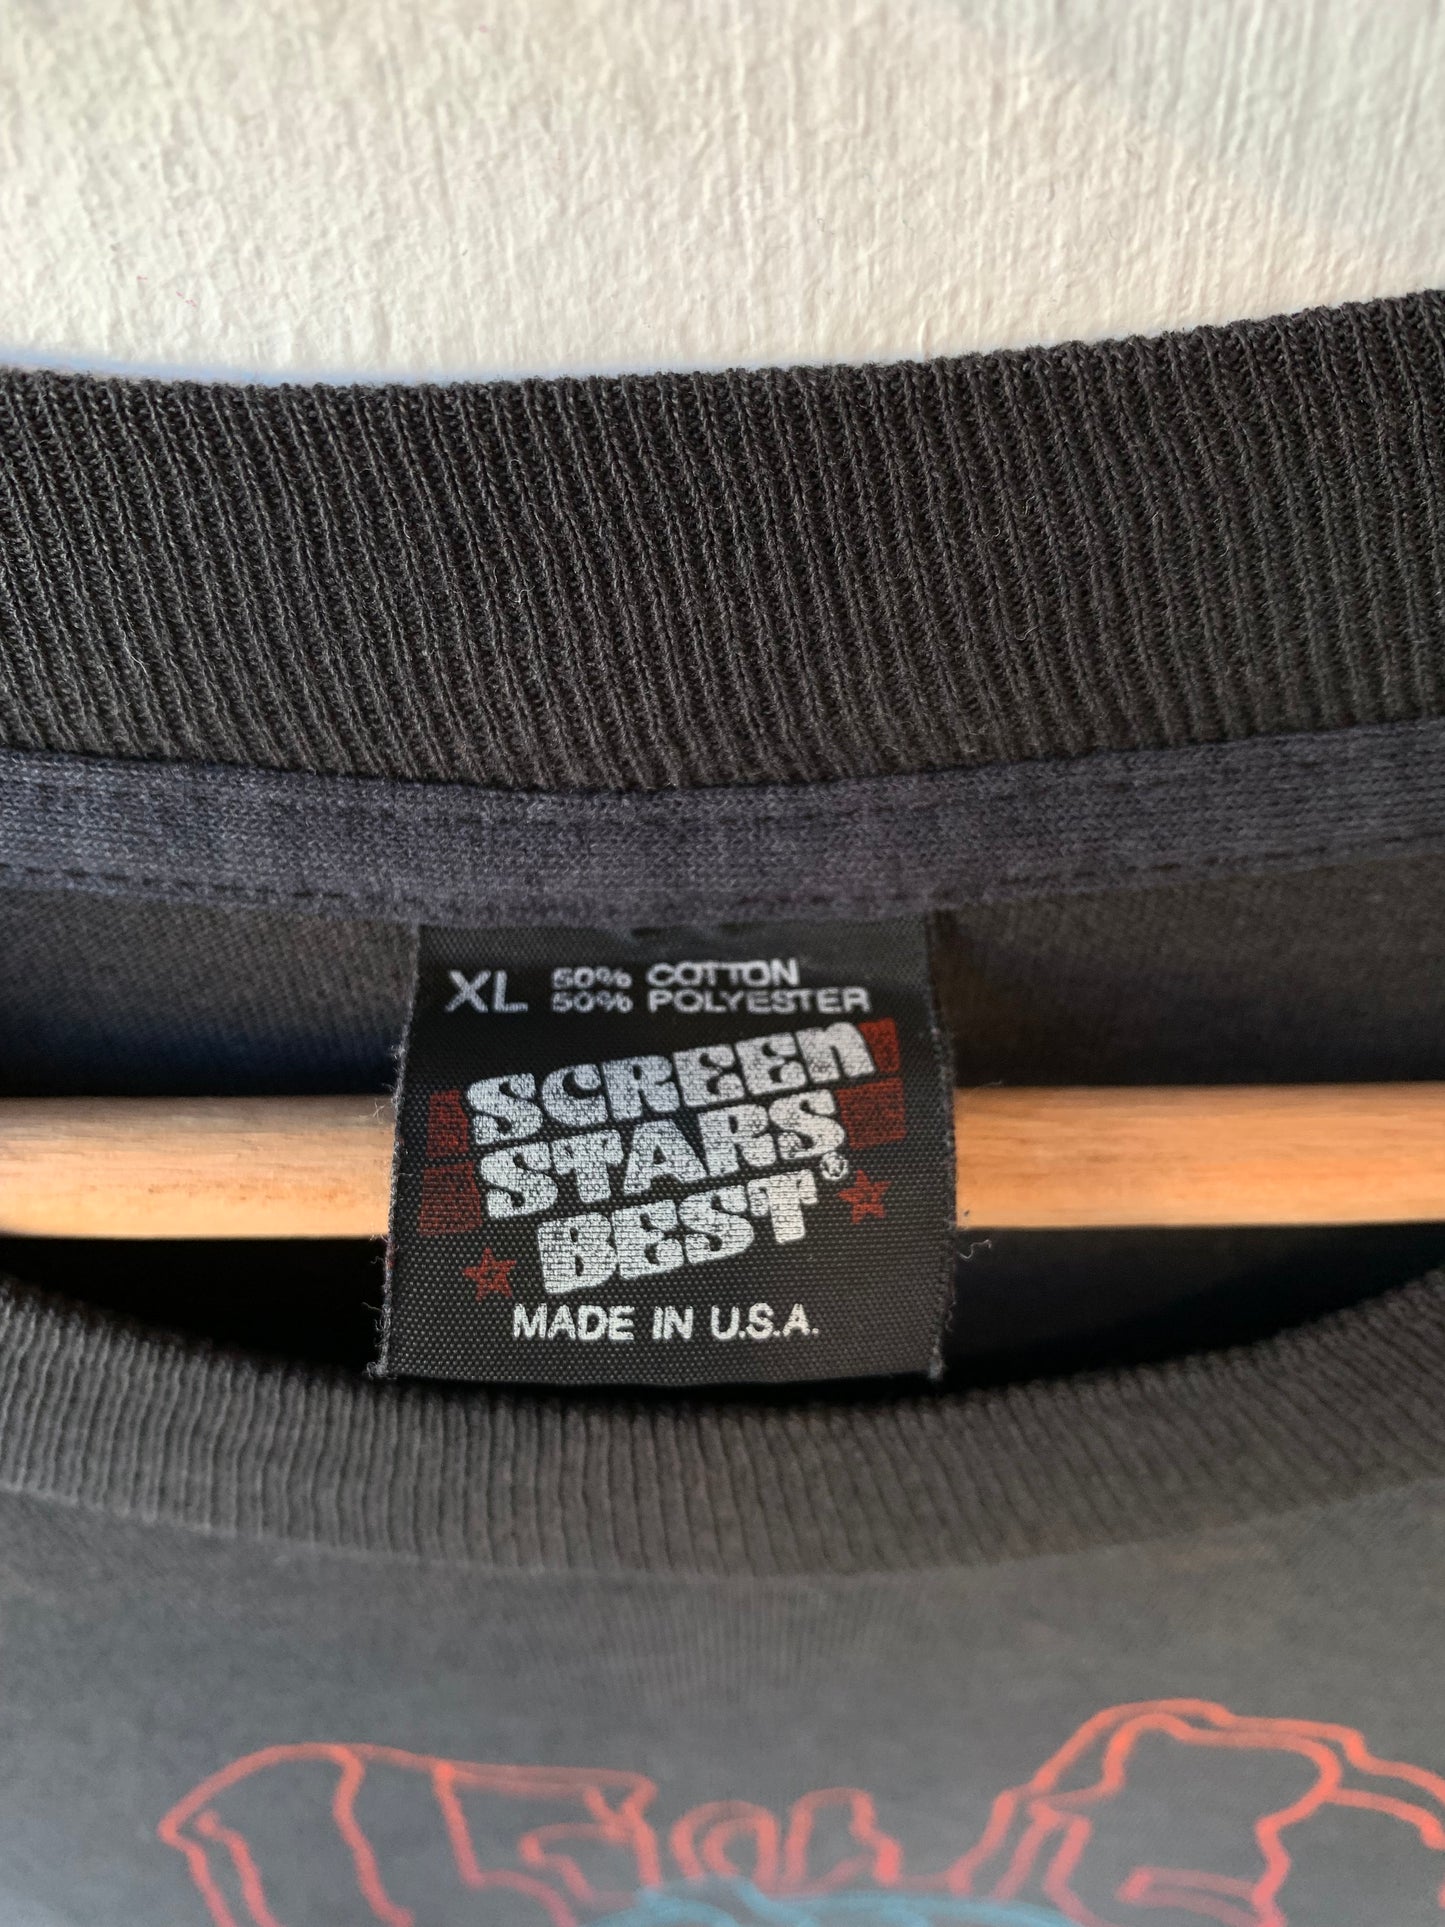 XL 50% COTTON
50% POLYESTER
SCREEN
STARS
BEST®
MADE IN U.S.A.